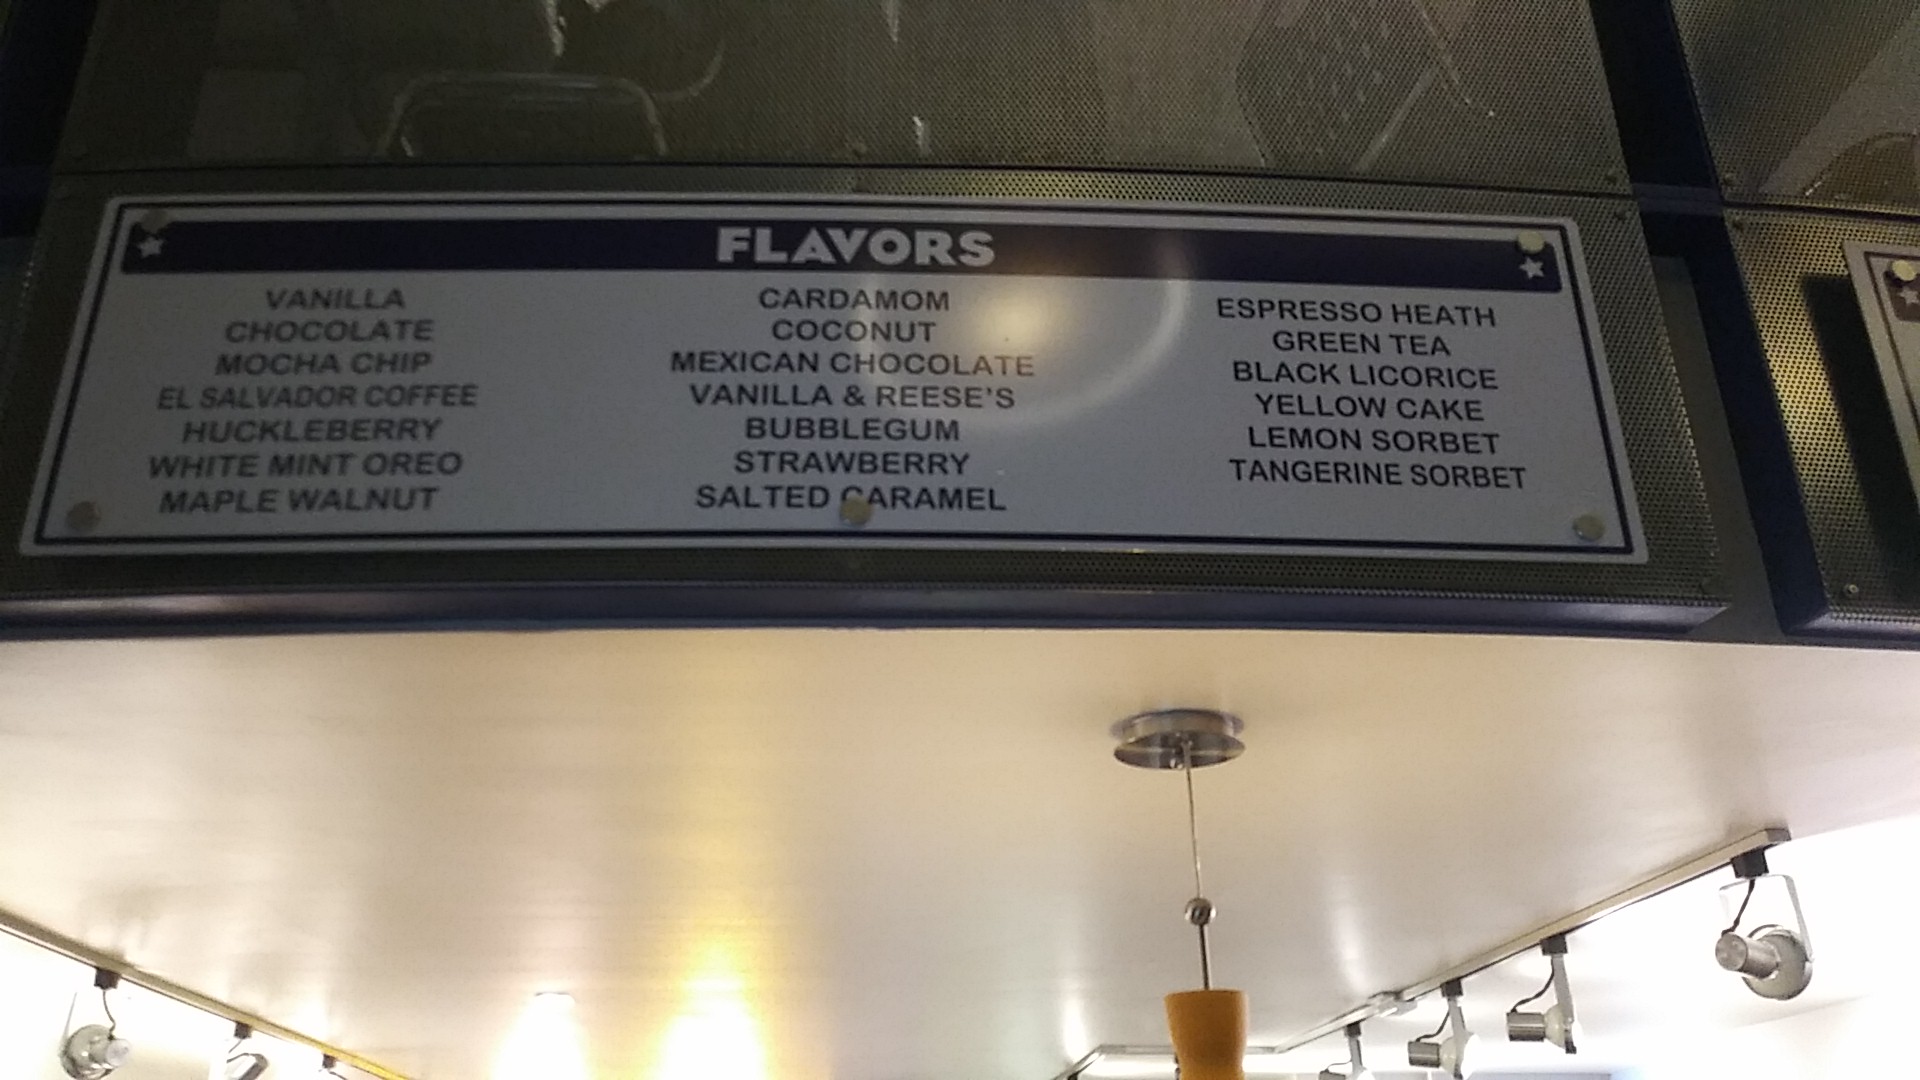 FLAVORS
VANILLA
CHOCOLATE
MOCHA CHIP
EL SALVADOR COFFEE
HUCKLEBERRY
WHITE MINT OREO
MAPLE WALNUT
CARDAMOM
COCONUT
MEXICAN CHOCOLATE
VANILLA & REESE'S
BUBBLEGUM
STRAWBERRY
SALTED CARAMEL
ESPRESSO HEATH
GREEN TEA
BLACK LICORICE
YELLOW CAKE
LEMON SORBET
TANGERINE SORBET